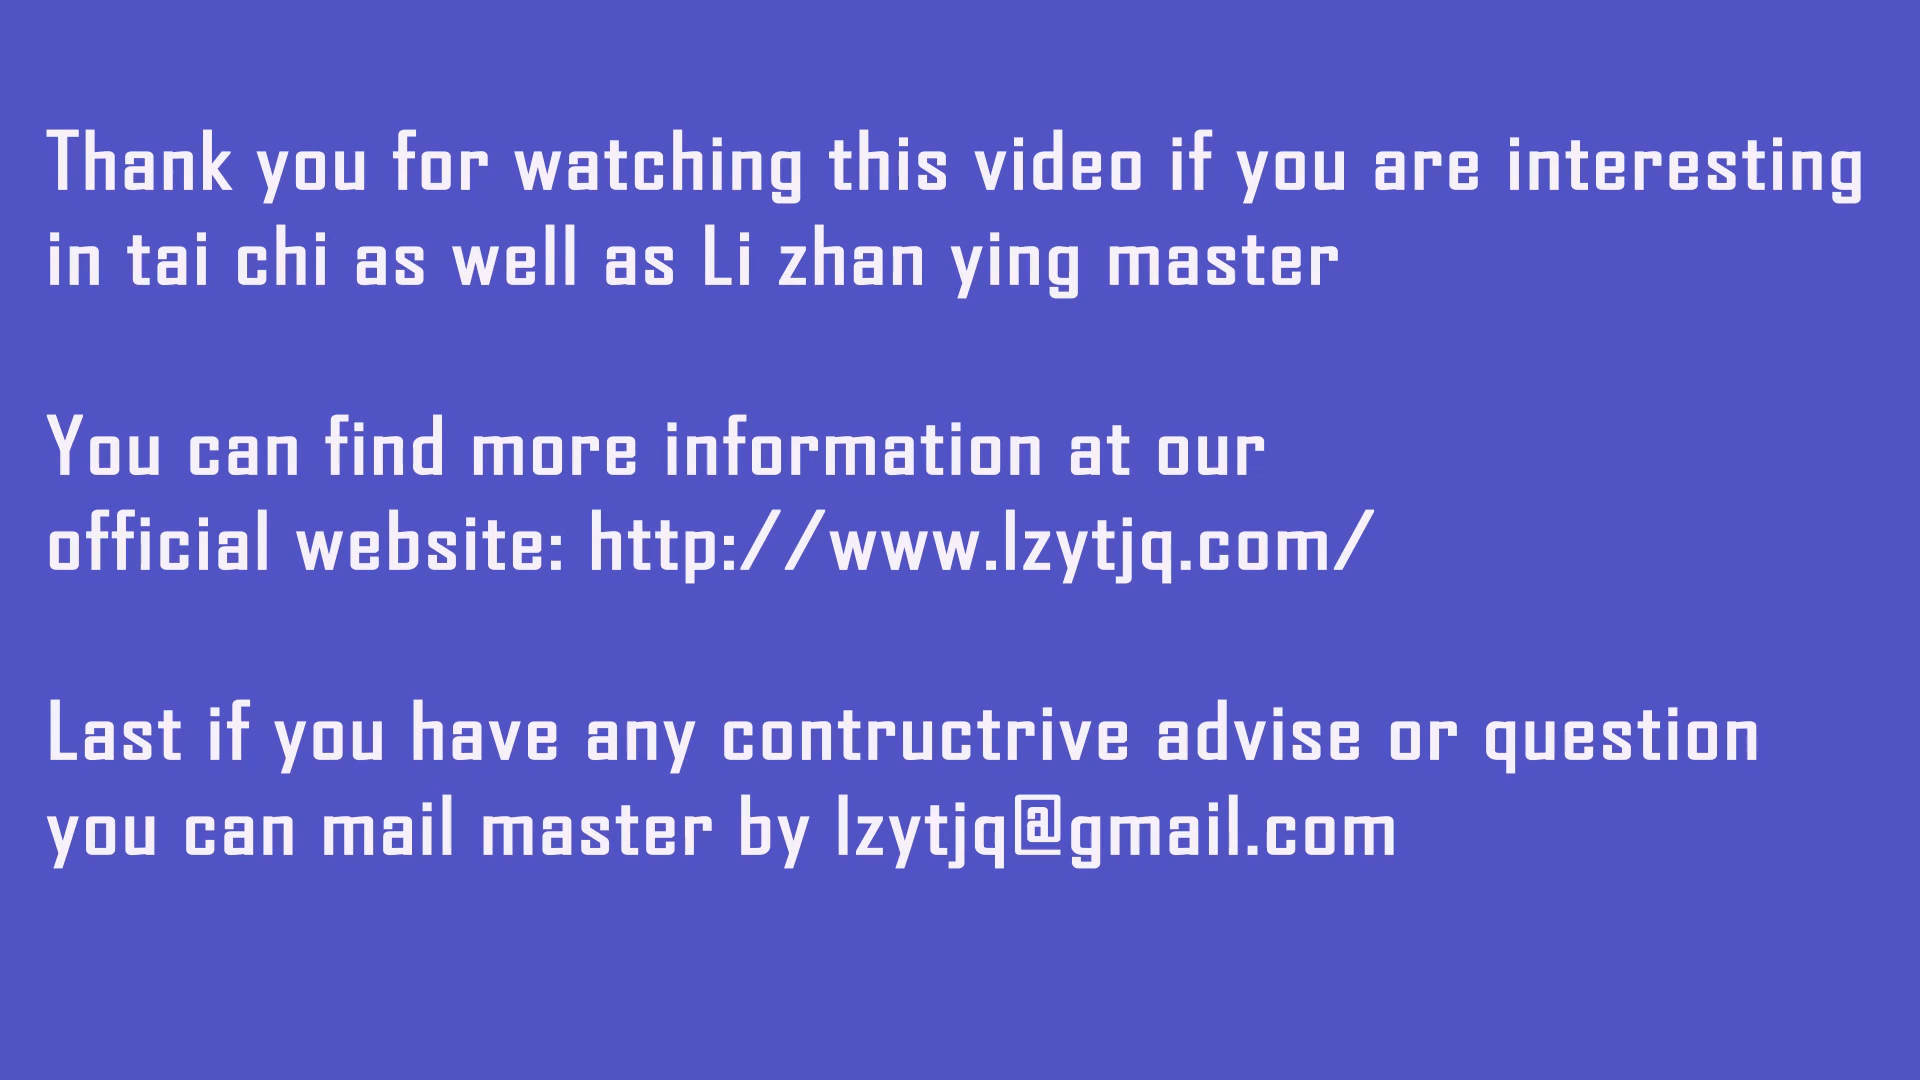 Thank you for watching this video if you are interesting
in tai chi as well as Li zhan ying master
You can find more information at our
official website: http://www.lzytjq.com/
Last if you have any contructrive advise or question
you can mail master by lzytjq@gmail.com